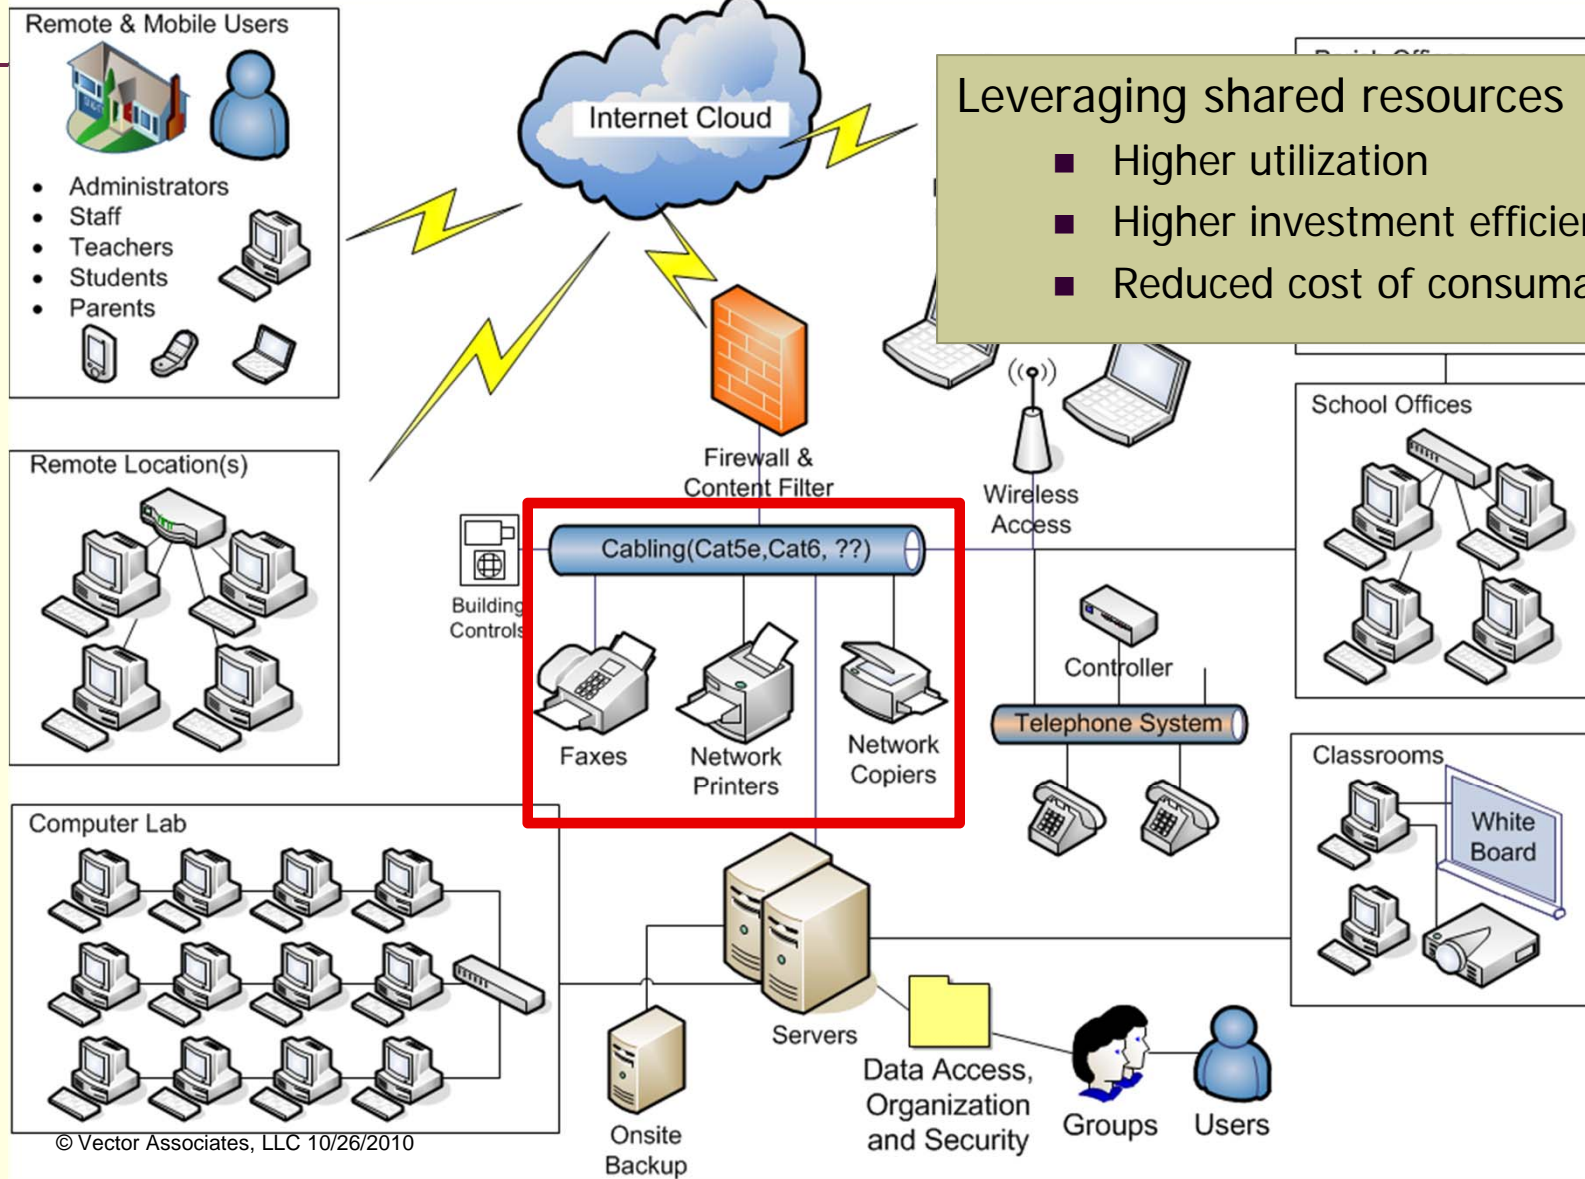 Remote & Mobile Users
• Administrators
• Staff
• Teachers
• Students
• Parents
Internet Cloud
Leveraging shared resources
■ Higher utilization
■ Higher investment
■ Reduced cost of
Firewall &
Content Filter
Wireless
Access
School Offices
Remote Location(s)
Cabling(Cat5e,Cat6, ??)
Building
Controls
Faxes
Network
Printers
Network
Copiers
Controller
Telephone System
Classrooms
White
Board
Computer Lab
Servers
Onsite
Backup
Data Access,
Organization
and Security
Groups
Users
© Vector Associates, LLC 10/26/2010